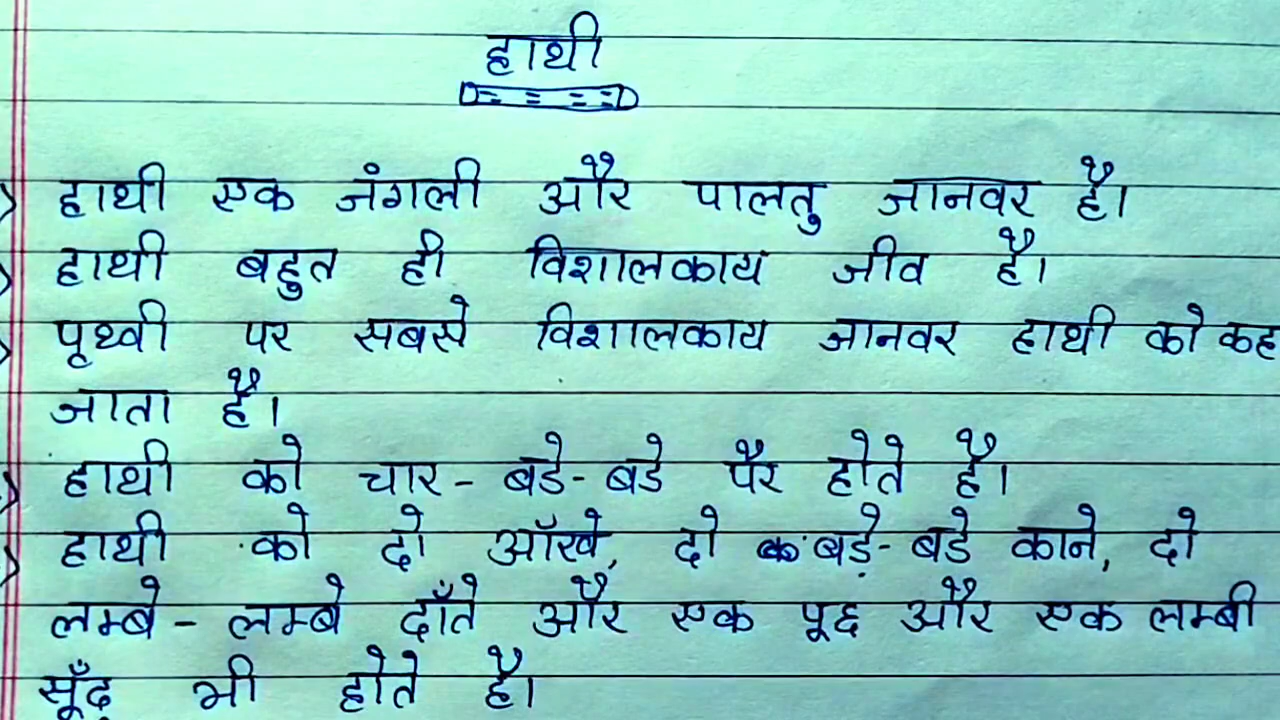 हाथी
हाथी एक जंगली और पालतु जानवर है।
हाथी बहुत ही विशालकाय जीव है।
पृथ्वी पर सबसे विशालकाय जानवर हाथी को कह
जाता है।
हाथी को चार - बडे - बडे पैर होते है।
हाथी को दो आँखे, दो बड़े - बडे काने, दो
लम्बे - लम्बे दाँते और एक पूछ और एक लम्बी
सूँढ़ भी होते है।